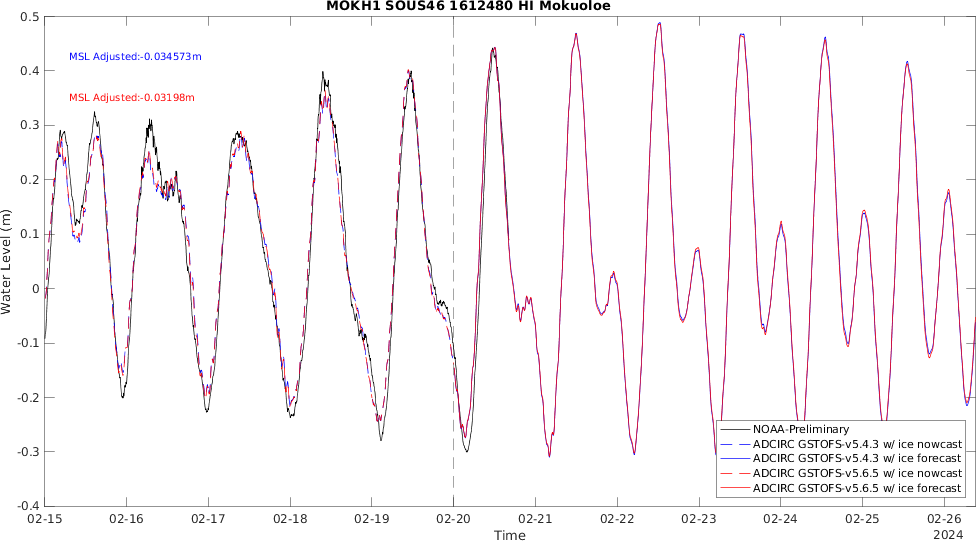 MOKH1 SOUS46 1612480 HI Mokuoloe
MSL Adjusted:-0.034573m
MSL Adjusted:-0.03198m
Water Level (m)
0.5
0.4
0.3
0.2
0.1
0
-0.1
-0.2
-0.3
-0.4
NOAA-Preliminary
ADCIRC GSTOFS-v5.4.3 w/ ice nowcast
ADCIRC GSTOFS-v5.4.3 w/ ice forecast
ADCIRC GSTOFS-v5.6.5 w/ ice nowcast
ADCIRC GSTOFS-v5.6.5 w/ ice forecast
02-15 02-16 02-17 02-18 02-19 02-20 02-21 02-22 02-23 02-24 02-25 02-26
Time
2024